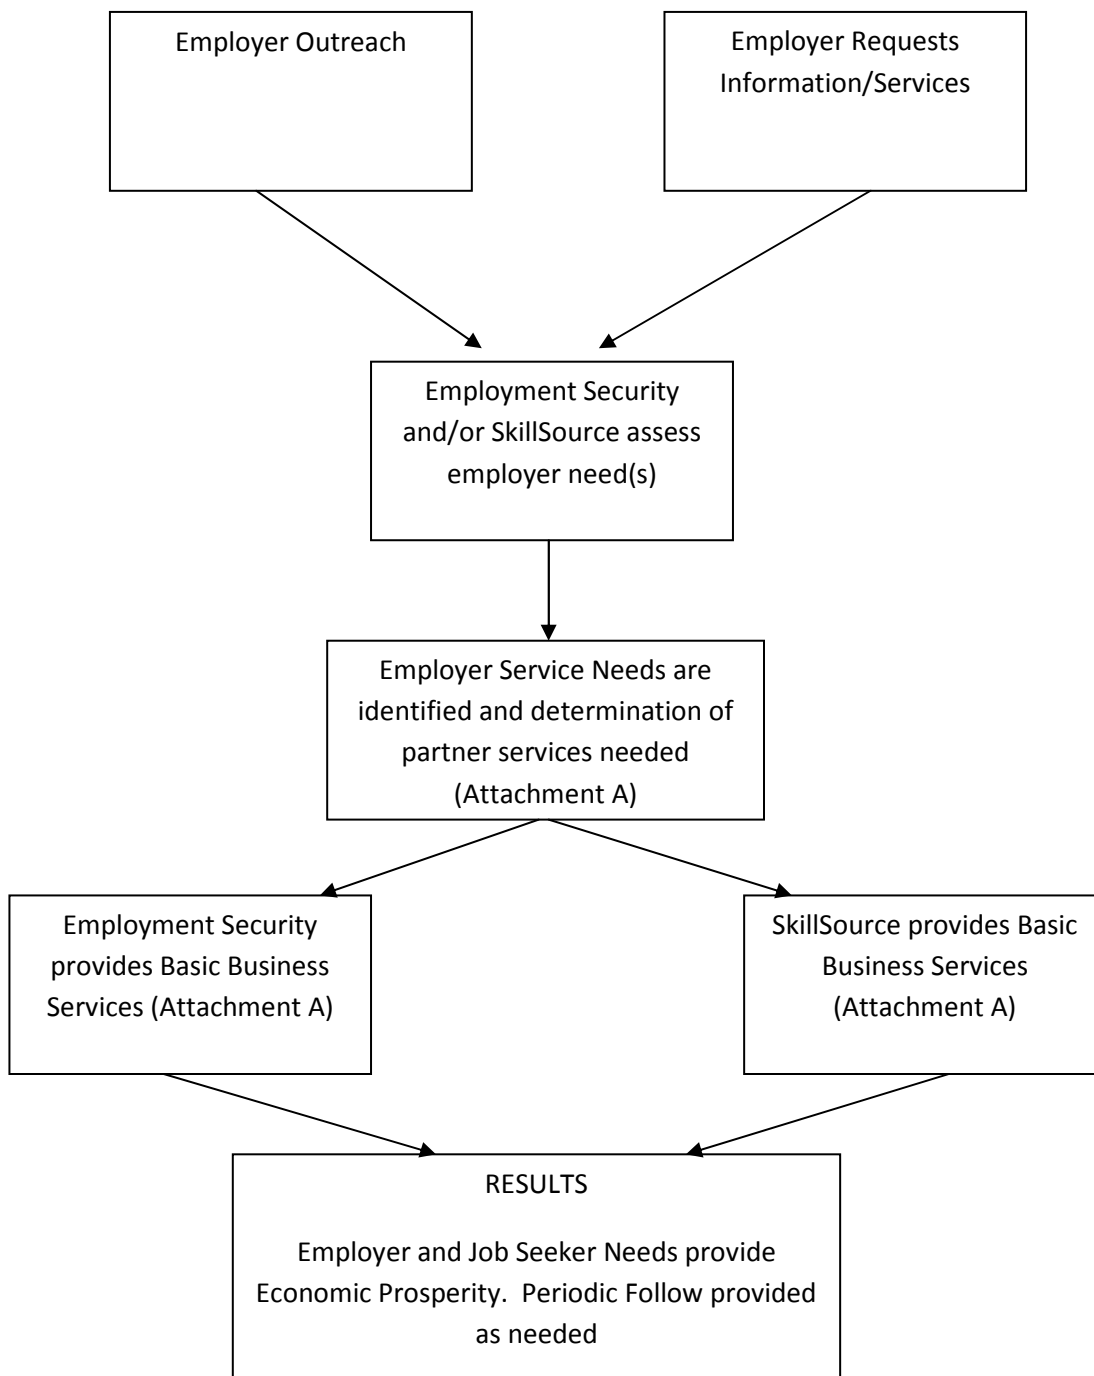 Employer Outreach
Employer Requests
Information/Services
Employment Security
and/or SkillSource assess
employer need(s)
Employer Service Needs are
identified and determination of
partner services needed
(Attachment A)
Employment Security
provides Basic Business
Services (Attachment A)
SkillSource provides Basic
Business Services
(Attachment A)
RESULTS
Employer and Job Seeker Needs provide
Economic Prosperity.  Periodic Follow provided
as needed